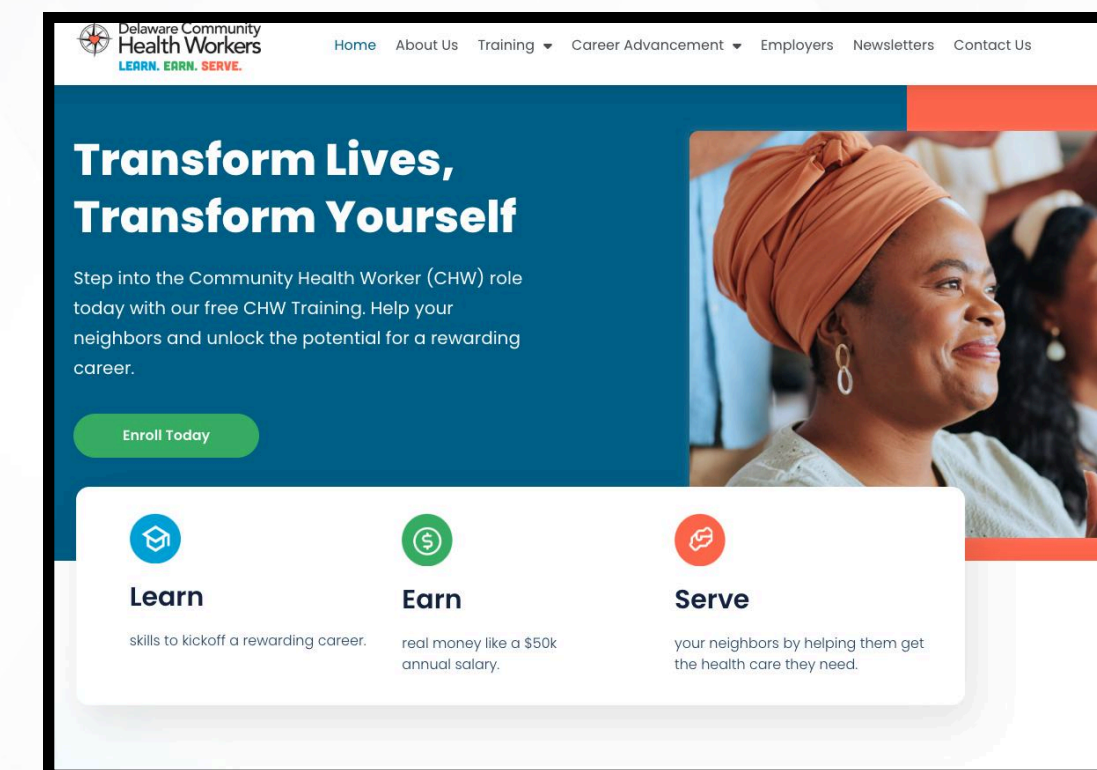 Delaware Community
Health Workers
LEARN. EARN. SERVE.
Home About Us Training Career Advancement Employers Newsletters Contact Us
Transform Lives,
Transform Yourself
Step into the Community Health Worker (CHW) role
today with our free CHW Training. Help your
neighbors and unlock the potential for a rewarding
career.
Enroll Today
Learn
skills to kickoff a rewarding career.
Earn
real money like a $50k
annual salary.
Serve
your neighbors by helping them get
the health care they need.